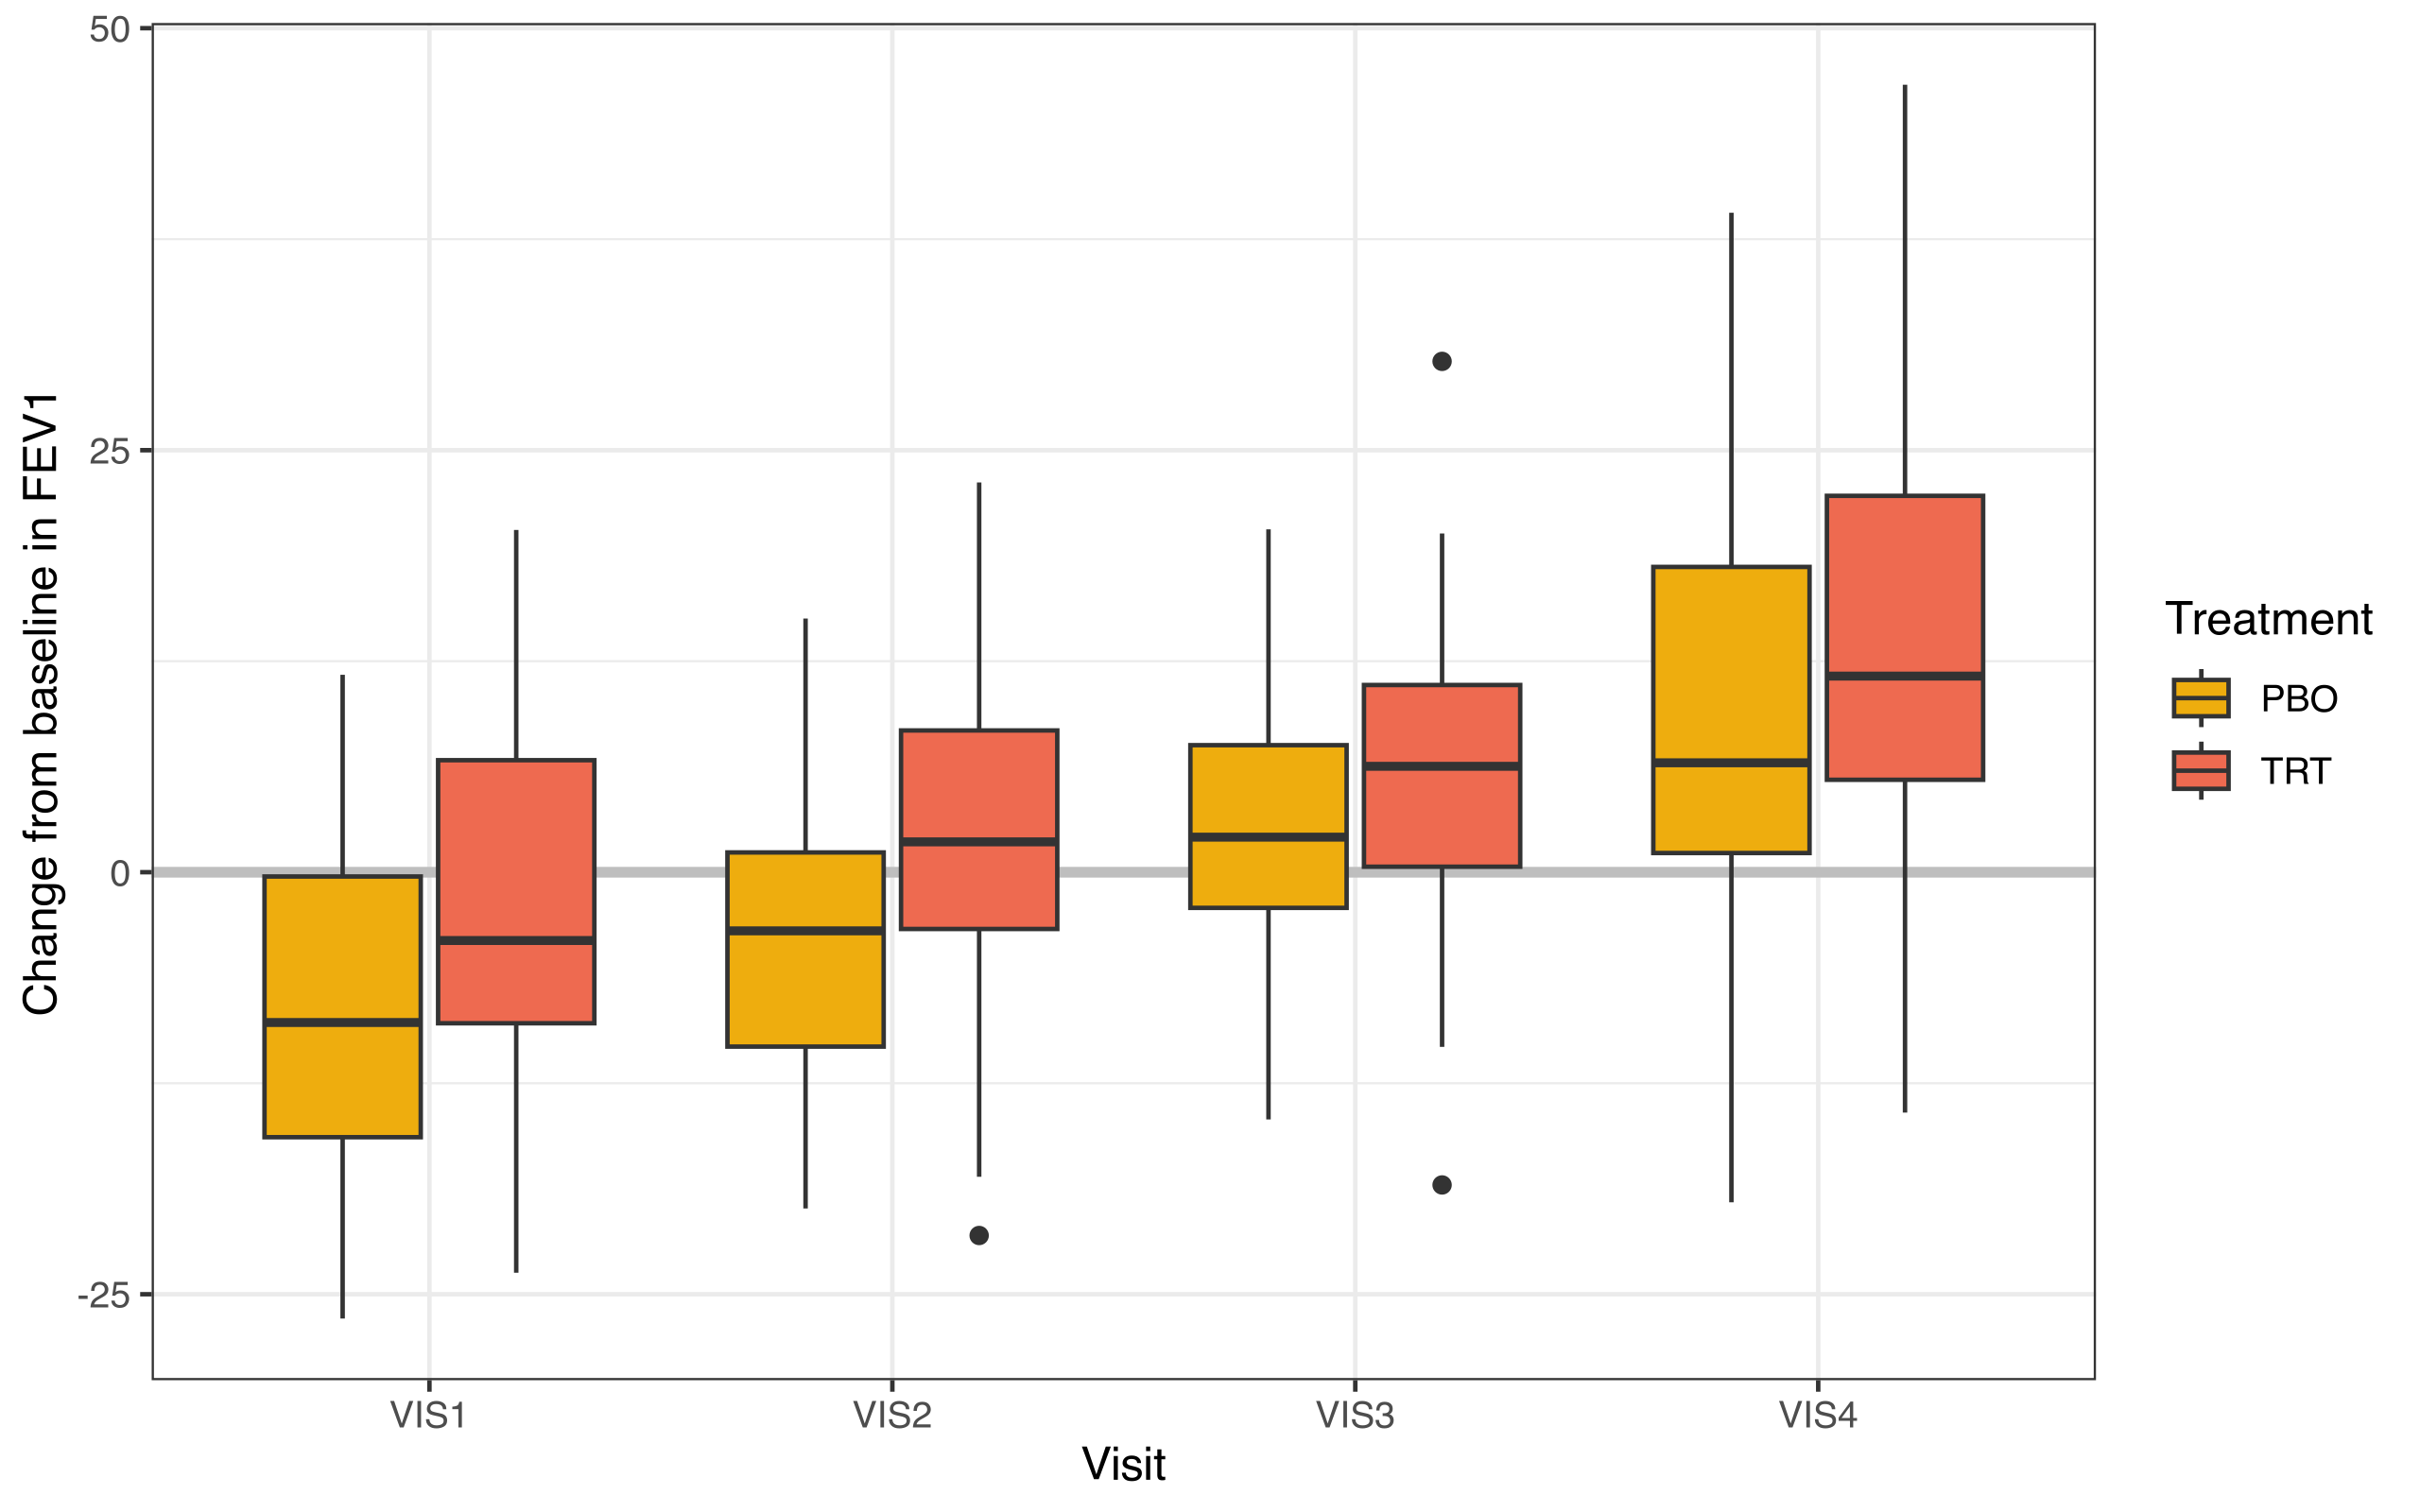 Change from baseline in FEV1
50
25
0
-25
VIS1 VIS2 VIS3 VIS4
Visit
Treatment
PBO
TRT